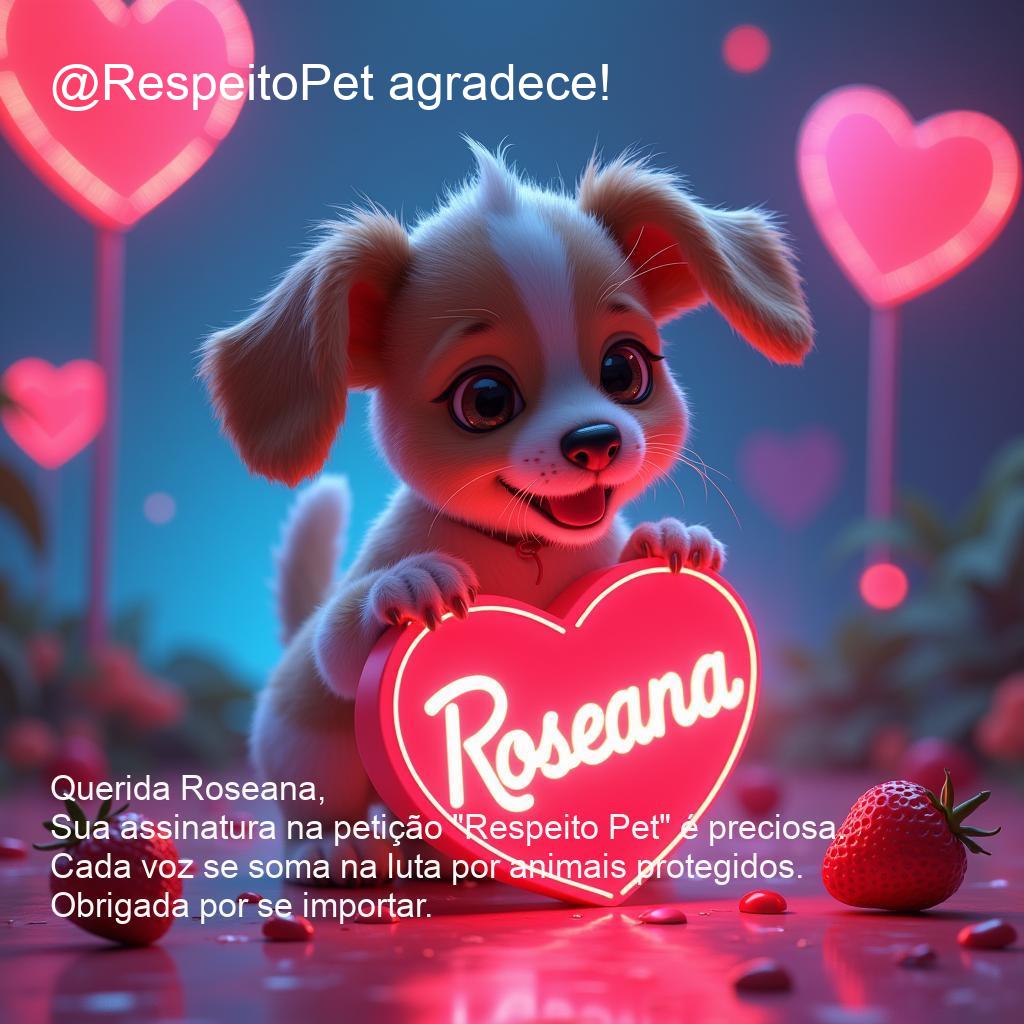 @RespeitoPet agradece!
Roseana
Querida Roseana,
Sua assinatura na petição "Respeito Pet" é preciosa.
Cada voz se soma na luta por animais protegidos.
Obrigada por se importar.